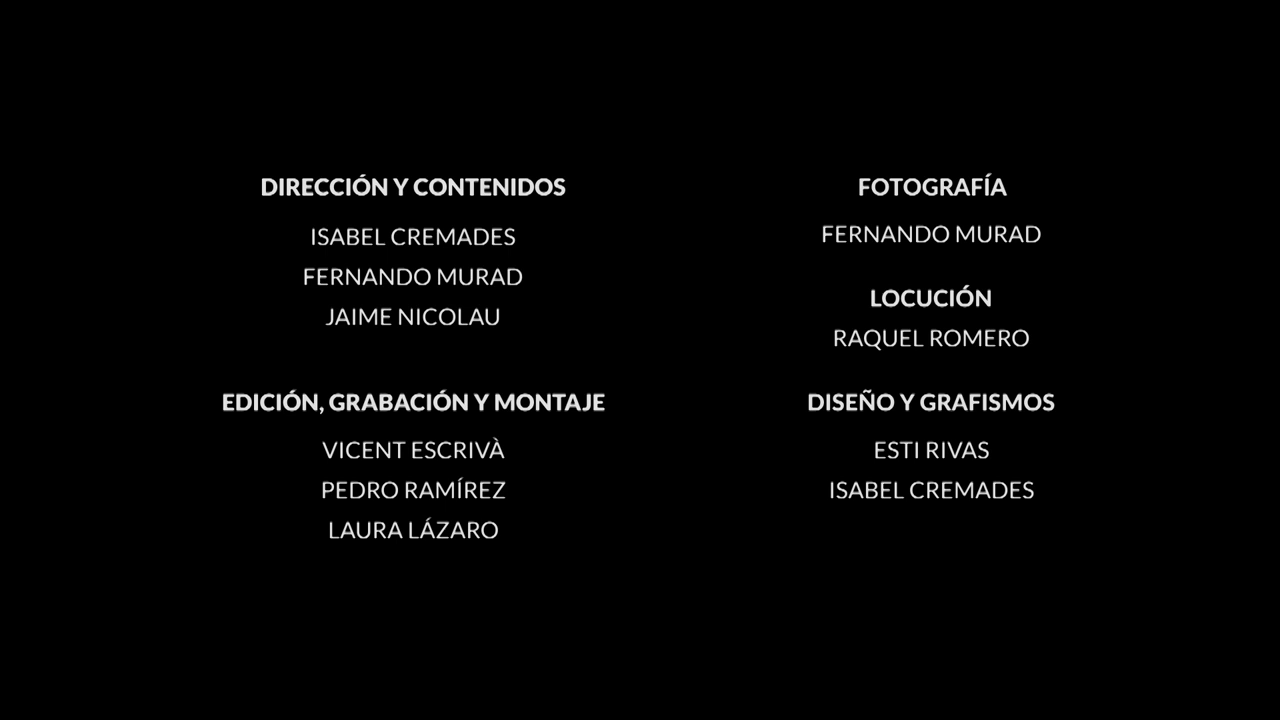 DIRECCIÓN Y CONTENIDOS
ISABEL CREMADES
FERNANDO MURAD
JAIME NICOLAU
EDICIÓN, GRABACIÓN Y MONTAJE
VICENT ESCRIVÀ
PEDRO RAMÍREZ
LAURA LÁZARO
FOTOGRAFÍA
FERNANDO MURAD
LOCUCIÓN
RAQUEL ROMERO
DISEÑO Y GRAFISMOS
ESTI RIVAS
ISABEL CREMADES